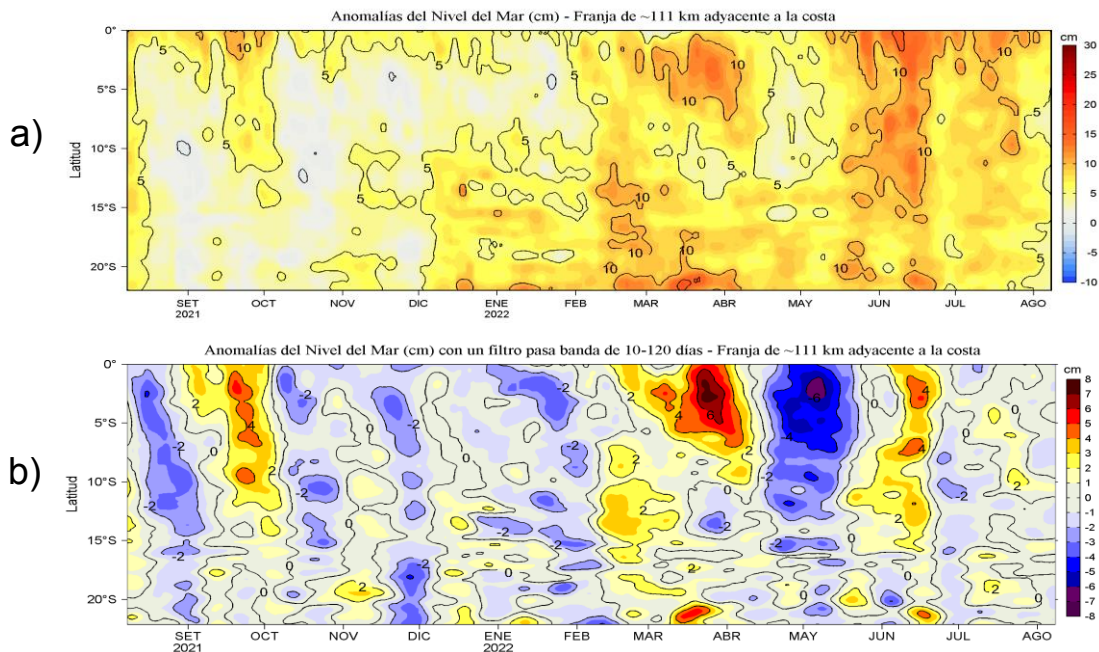 Anomalías del Nivel del Mar (cm) - Franja de ~111 km adyacente a la costa
a)
Latitud
0°
5°S
10°S
15°S
20°S
SET OCT NOV DIC ENE FEB MAR ABR MAY JUN JUL AGO
2021 2022
cm
30
25
20
15
10
5
0
-5
-10
Anomalías del Nivel del Mar (cm) con un filtro pasa banda de 10-120 días - Franja de ~111 km adyacente a la costa
b)
Latitud
0°
5°S
10°S
15°S
20°S
SET OCT NOV DIC ENE FEB MAR ABR MAY JUN JUL AGO
2021 2022
cm
8
7
6
5
4
3
2
1
0
-1
-2
-3
-4
-5
-6
-7
-8